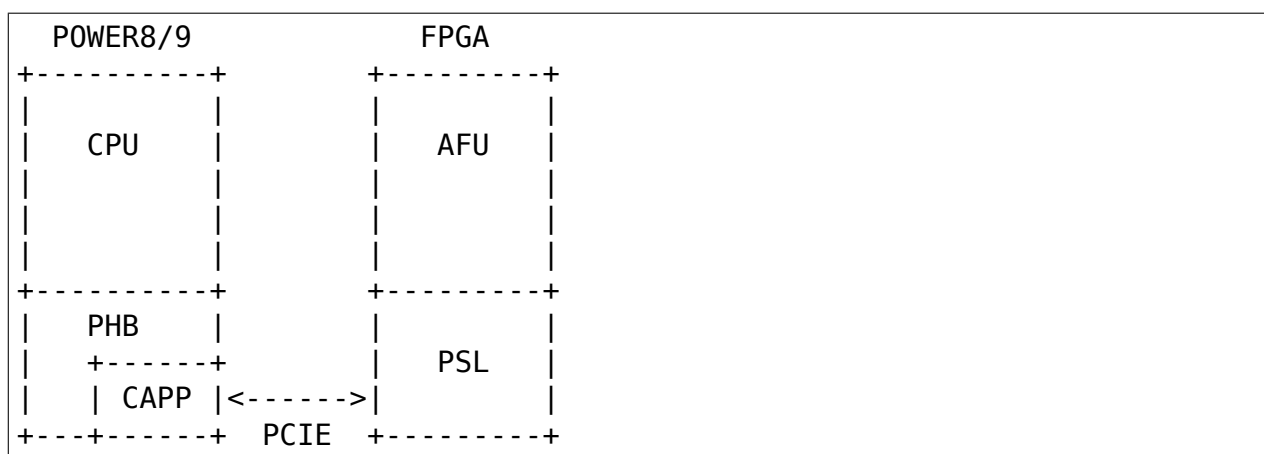 POWER8/9 FPGA
CPU AFU
PHB
PSL
CAPP <------>
PCIE